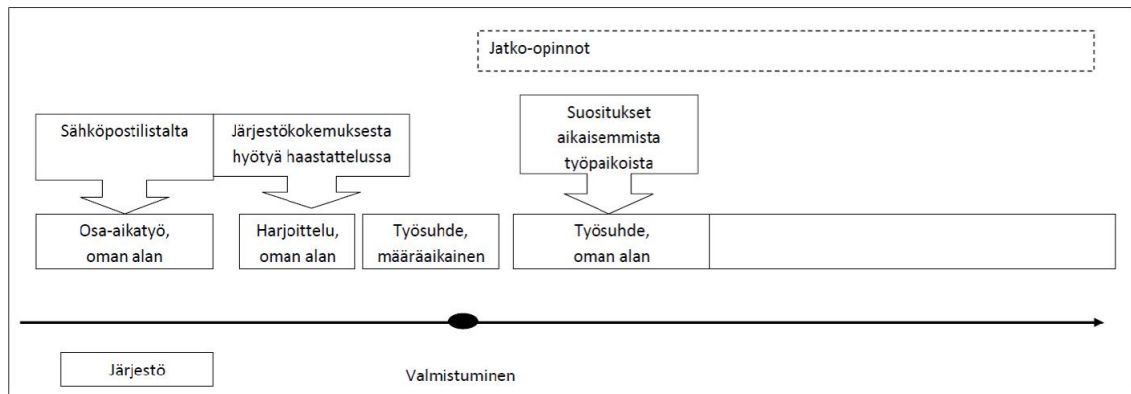 Jatko-opinnot
Sähköpostilistalta
Järjestökokemuksesta
hyötyä haastattelussa
Suositukset
aikaisemmista
työpaikoista
Osa-aikatyö,
oman alan
Harjoittelu,
oman alan
Työsuhde,
määräaikainen
Työsuhde,
oman alan
Järjestö
Valmistuminen